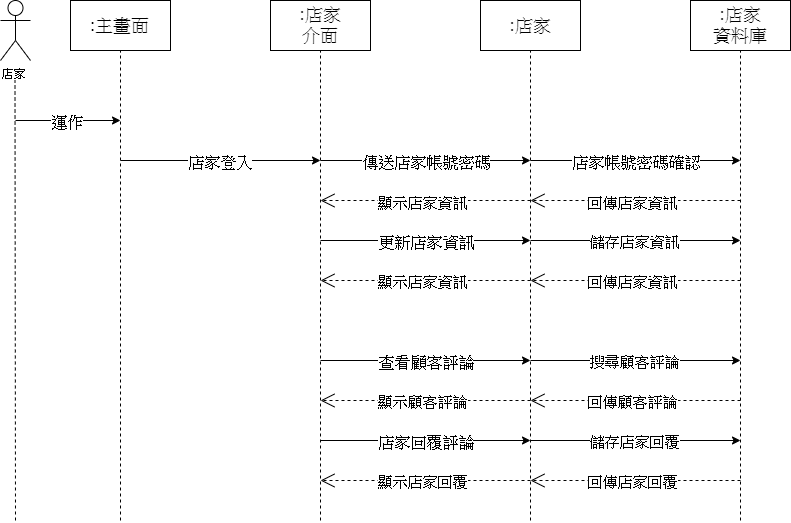 :主畫面
:店家
介面
:店家
:店家
資料庫
店家
運作
店家登入
傳送店家帳號密碼
店家帳號密碼確認
顯示店家資訊
回傳店家資訊
更新店家資訊
儲存店家資訊
顯示店家資訊
回傳店家資訊
查看顧客評論
搜尋顧客評論
顯示顧客評論
回傳顧客評論
店家回覆評論
儲存店家回覆
顯示店家回覆
回傳店家回覆